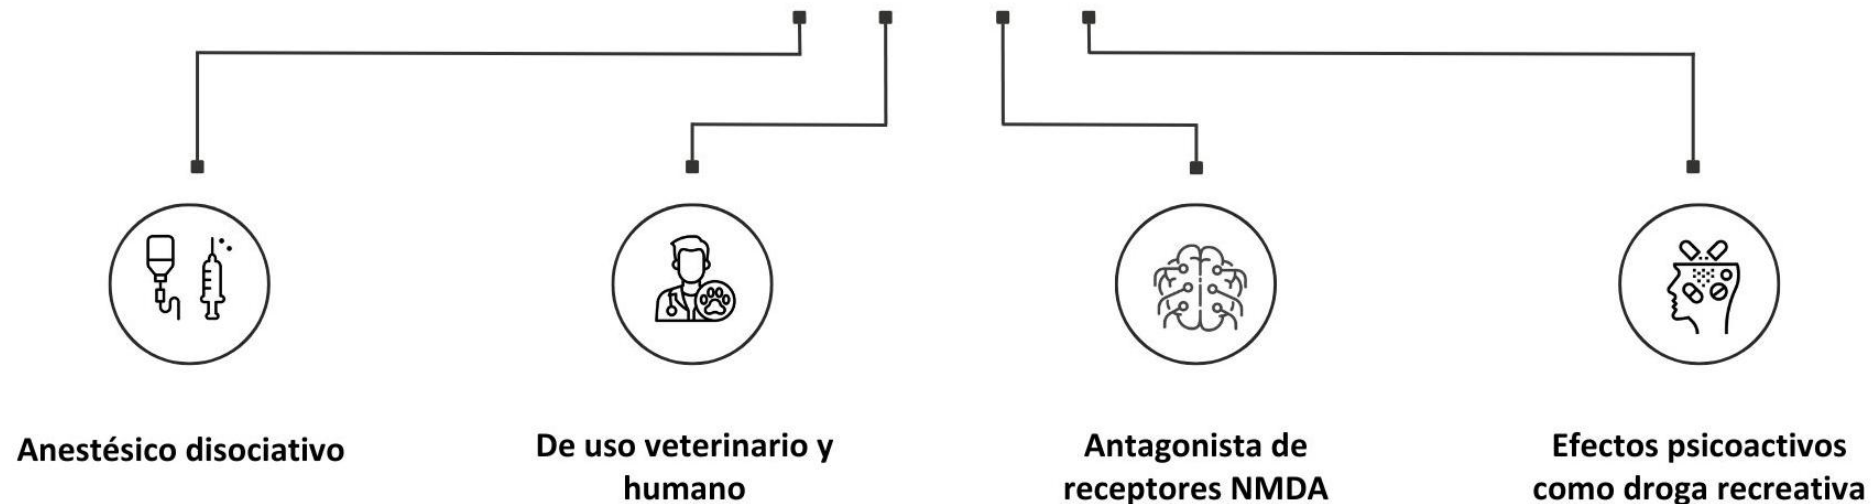 Anestésico disociativo
De uso veterinario y
humano
Antagonista de
receptores NMDA
Efectos psicoactivos
como droga recreativa